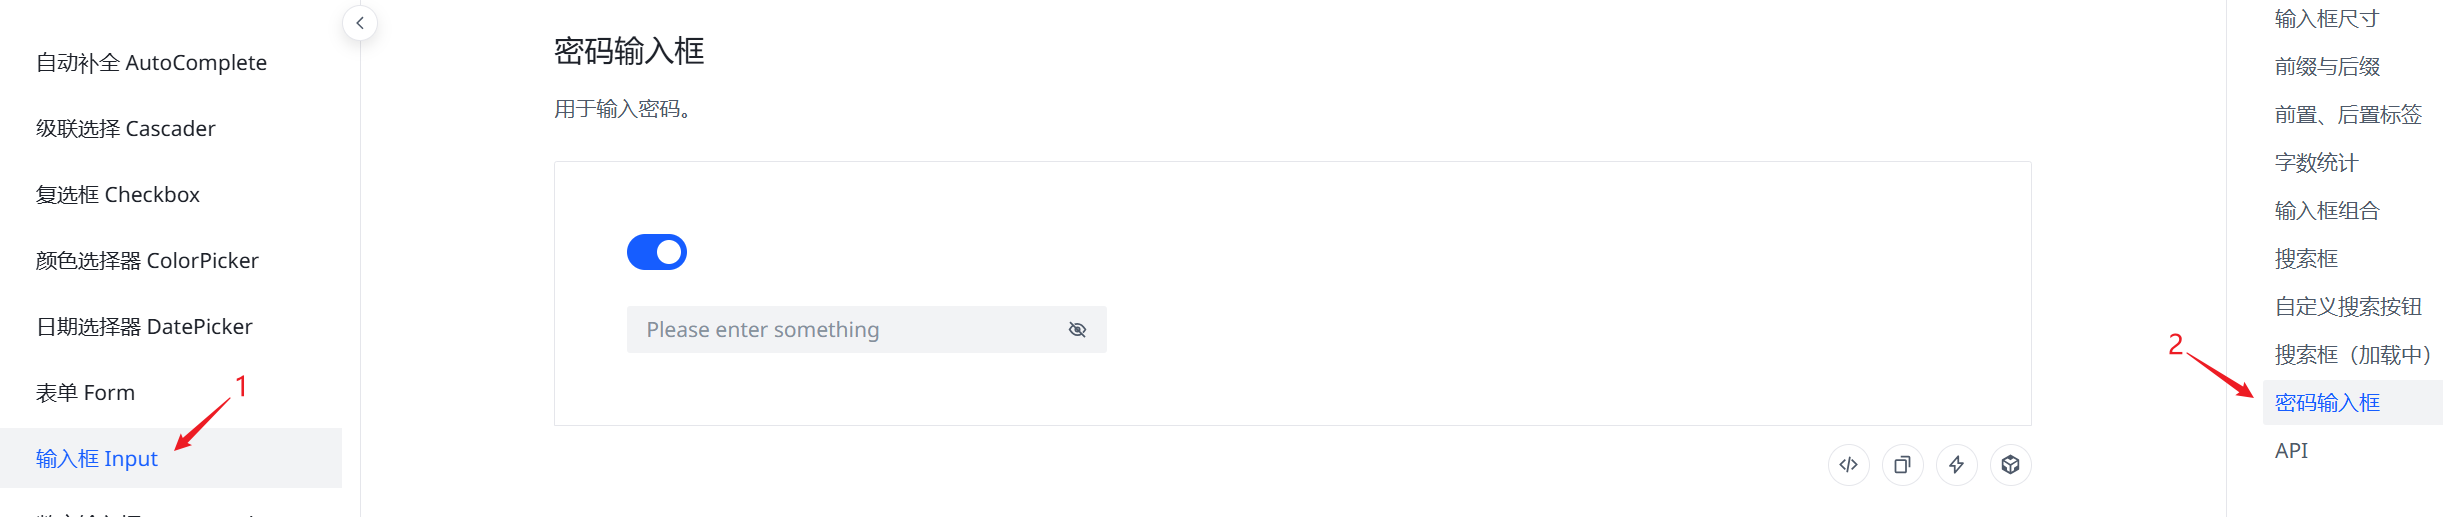 自动补全 AutoComplete
级联选择 Cascader
复选框 Checkbox
颜色选择器 ColorPicker
日期选择器 DatePicker
表单 Form
1
输入框 Input
密码输入框
用于输入密码。
Please enter something
输入框尺寸
前缀与后缀
前置、后置标签
字数统计
输入框组合
搜索框
自定义搜索按钮
搜索框（加载中）
2
密码输入框
API